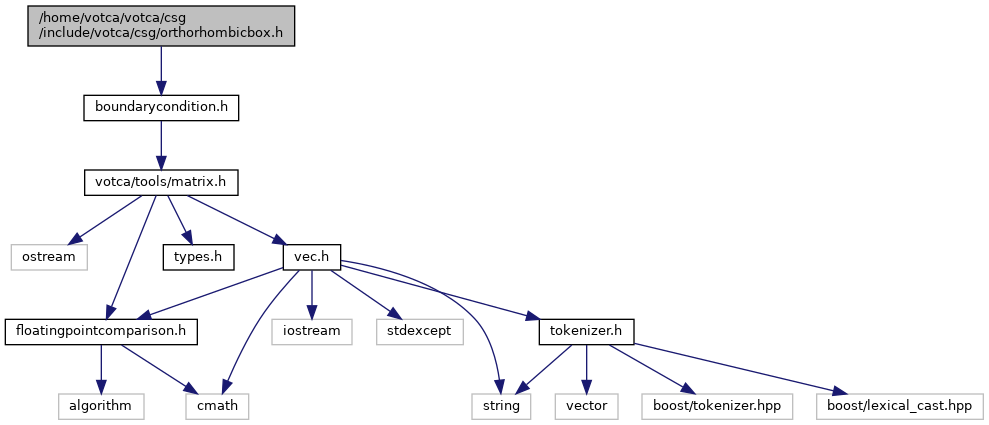 /home/votca/votca/csg
/include/votca/csg/orthorhombicbox.h
boundarycondition.h
votca/tools/matrix.h
ostream
types.h
vec.h
floatingpointcomparison.h
iostream
stdexcept
tokenizer.h
algorithm
cmath
string
vector
boost/tokenizer.hpp
boost/lexical_cast.hpp